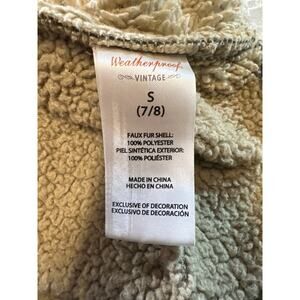 Weatherproof
VINTAGE
S
(7/8)
FAUX FUR SHELL:
100% POLYESTER
PIEL SINTÉTICA EXTERIOR:
100% POLIÉSTER
MADE IN CHINA
HECHO EN CHINA
EXCLUSIVE OF DECORATION
EXCLUSIVO DE DECORACIÓN